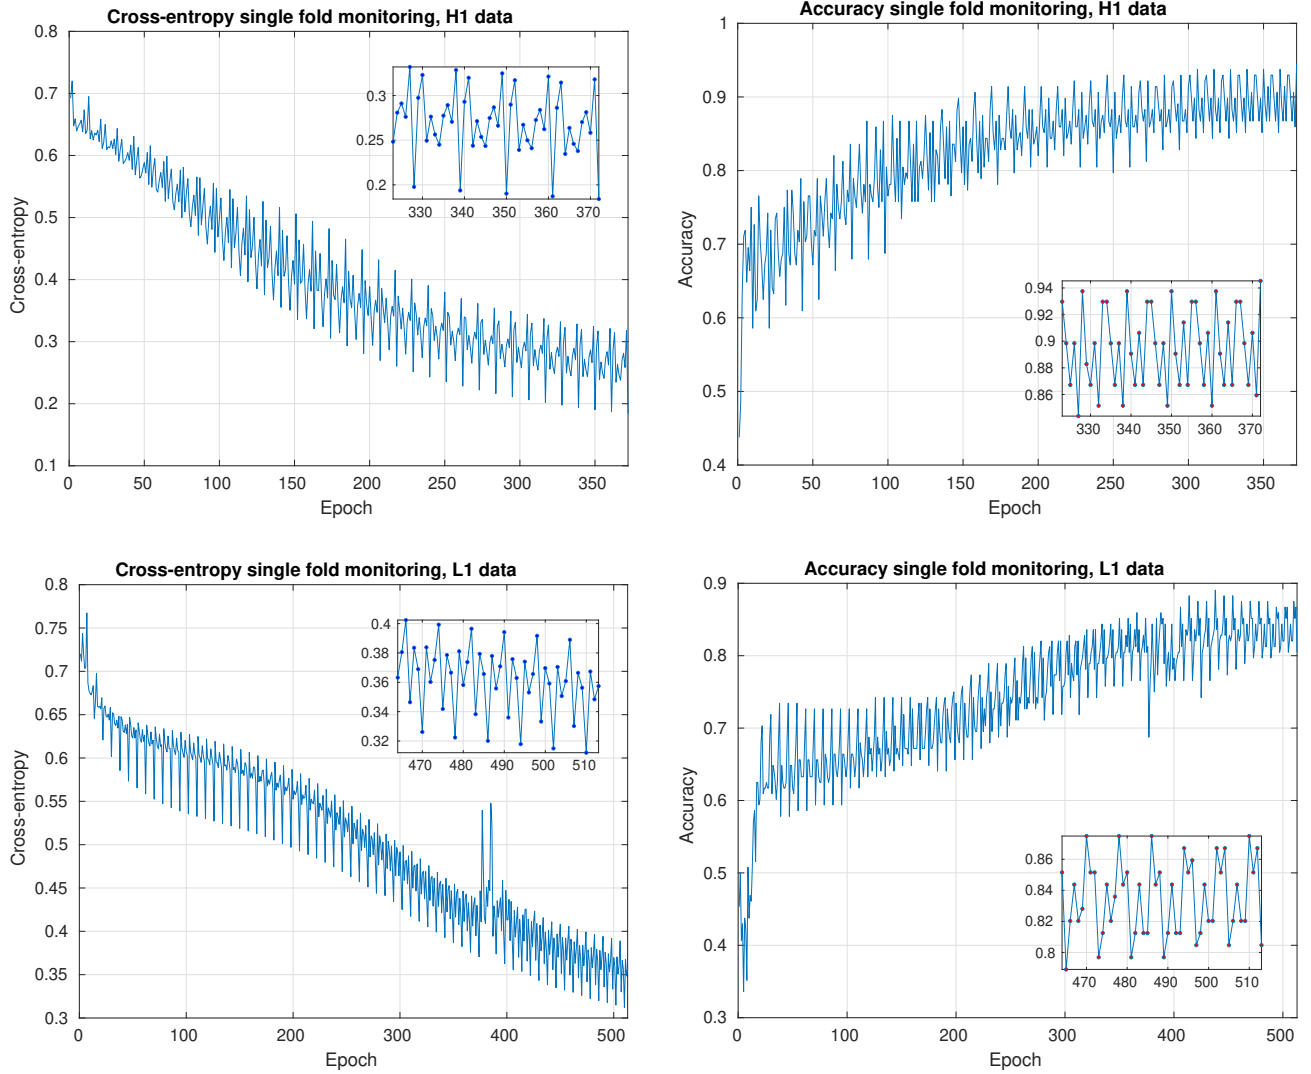 Cross-entropy single fold monitoring, H1 data
0.8
0.7
0.6
0.5
0.4
0.3
0.2
0.1
Cross-entropy
0.3
0.25
0.2
330 340 350 360 370
0 50 100 150 200 250 300 350
Epoch
Accuracy single fold monitoring, H1 data
1
0.9
0.8
0.7
0.6
0.5
0.4
Accuracy
0.94
0.92
0.9
0.88
0.86
330 340 350 360 370
0 50 100 150 200 250 300 350
Epoch
Cross-entropy single fold monitoring, L1 data
0.8
0.75
0.7
0.65
0.6
0.55
0.5
0.45
0.4
0.35
0.3
Cross-entropy
0.4
0.38
0.36
0.34
0.32
470 480 490 500 510
0 100 200 300 400 500
Epoch
Accuracy single fold monitoring, L1 data
0.9
0.8
0.7
0.6
0.5
0.4
0.3
Accuracy
0.86
0.84
0.82
0.8
470 480 490 500 510
0 100 200 300 400 500
Epoch